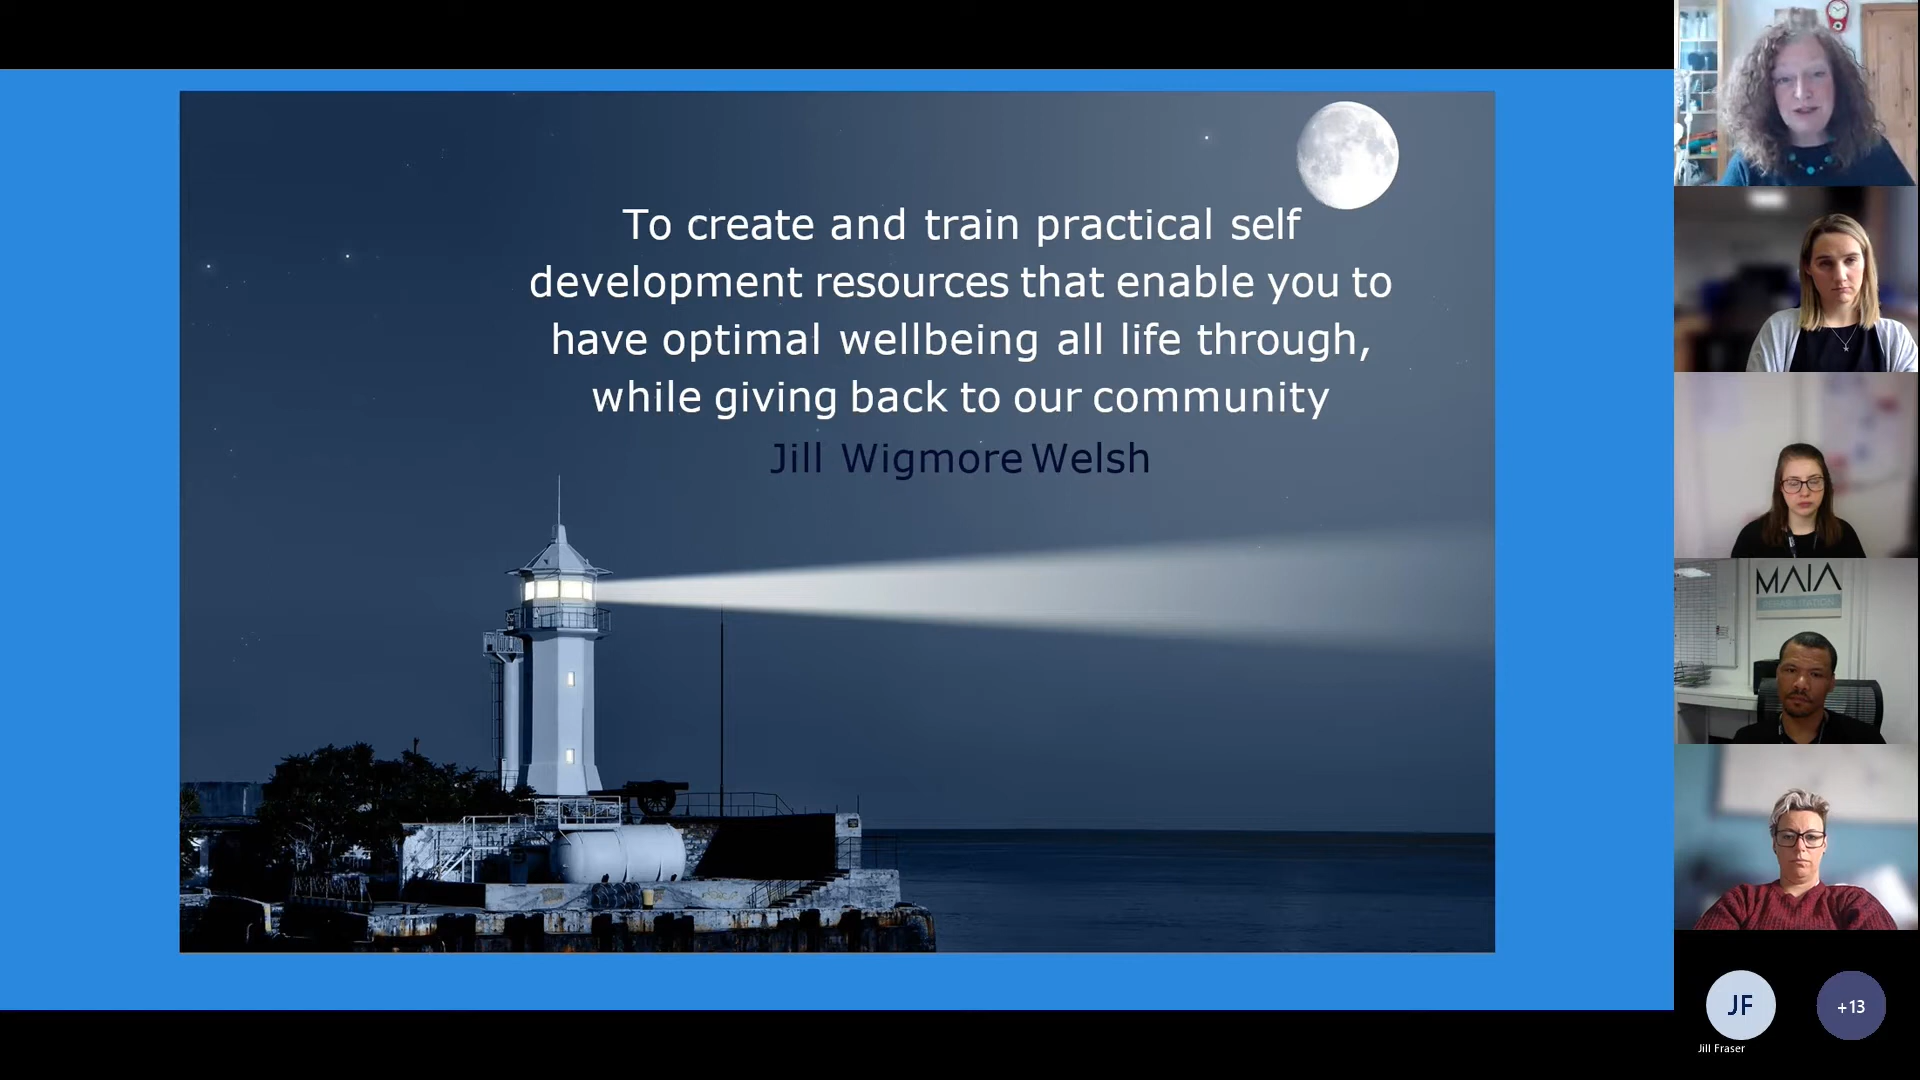 To create and train practical self
development resources that enable you to
have optimal wellbeing all life through,
while giving back to our community
Jill Wigmore Welsh
MAIA
REHABILITATION
JF
+13
Jill Fraser